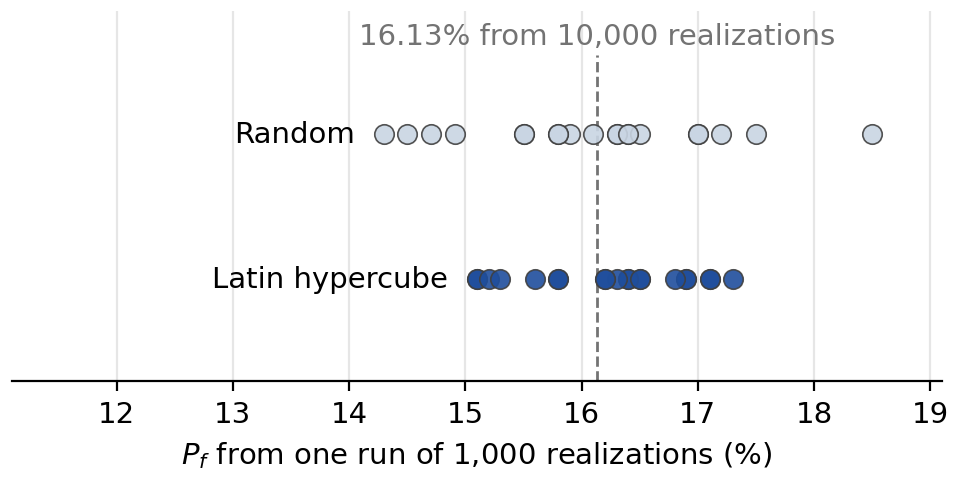 16.13% from 10,000 realizations
Random
Latin hypercube
12 13 14 15 16 17 18 19
P_f from one run of 1,000 realizations (%)